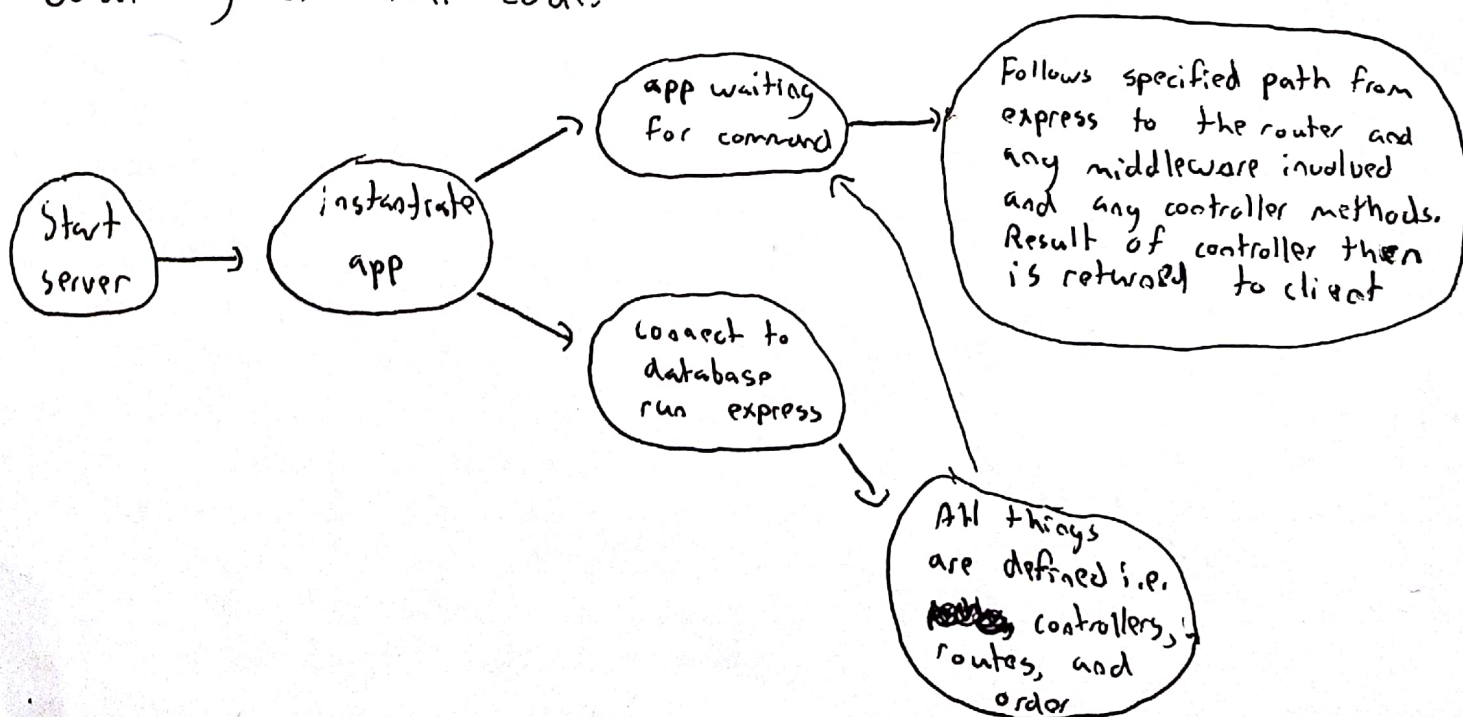 Start
server
instantiate
app
app waiting
for command
Follows specified path from
express to the router and
any middleware involved
and any controller methods.
Result of controller then
is returned to client
connect to
database
run express
All things
are defined i.e.
controllers,
routes, and
order